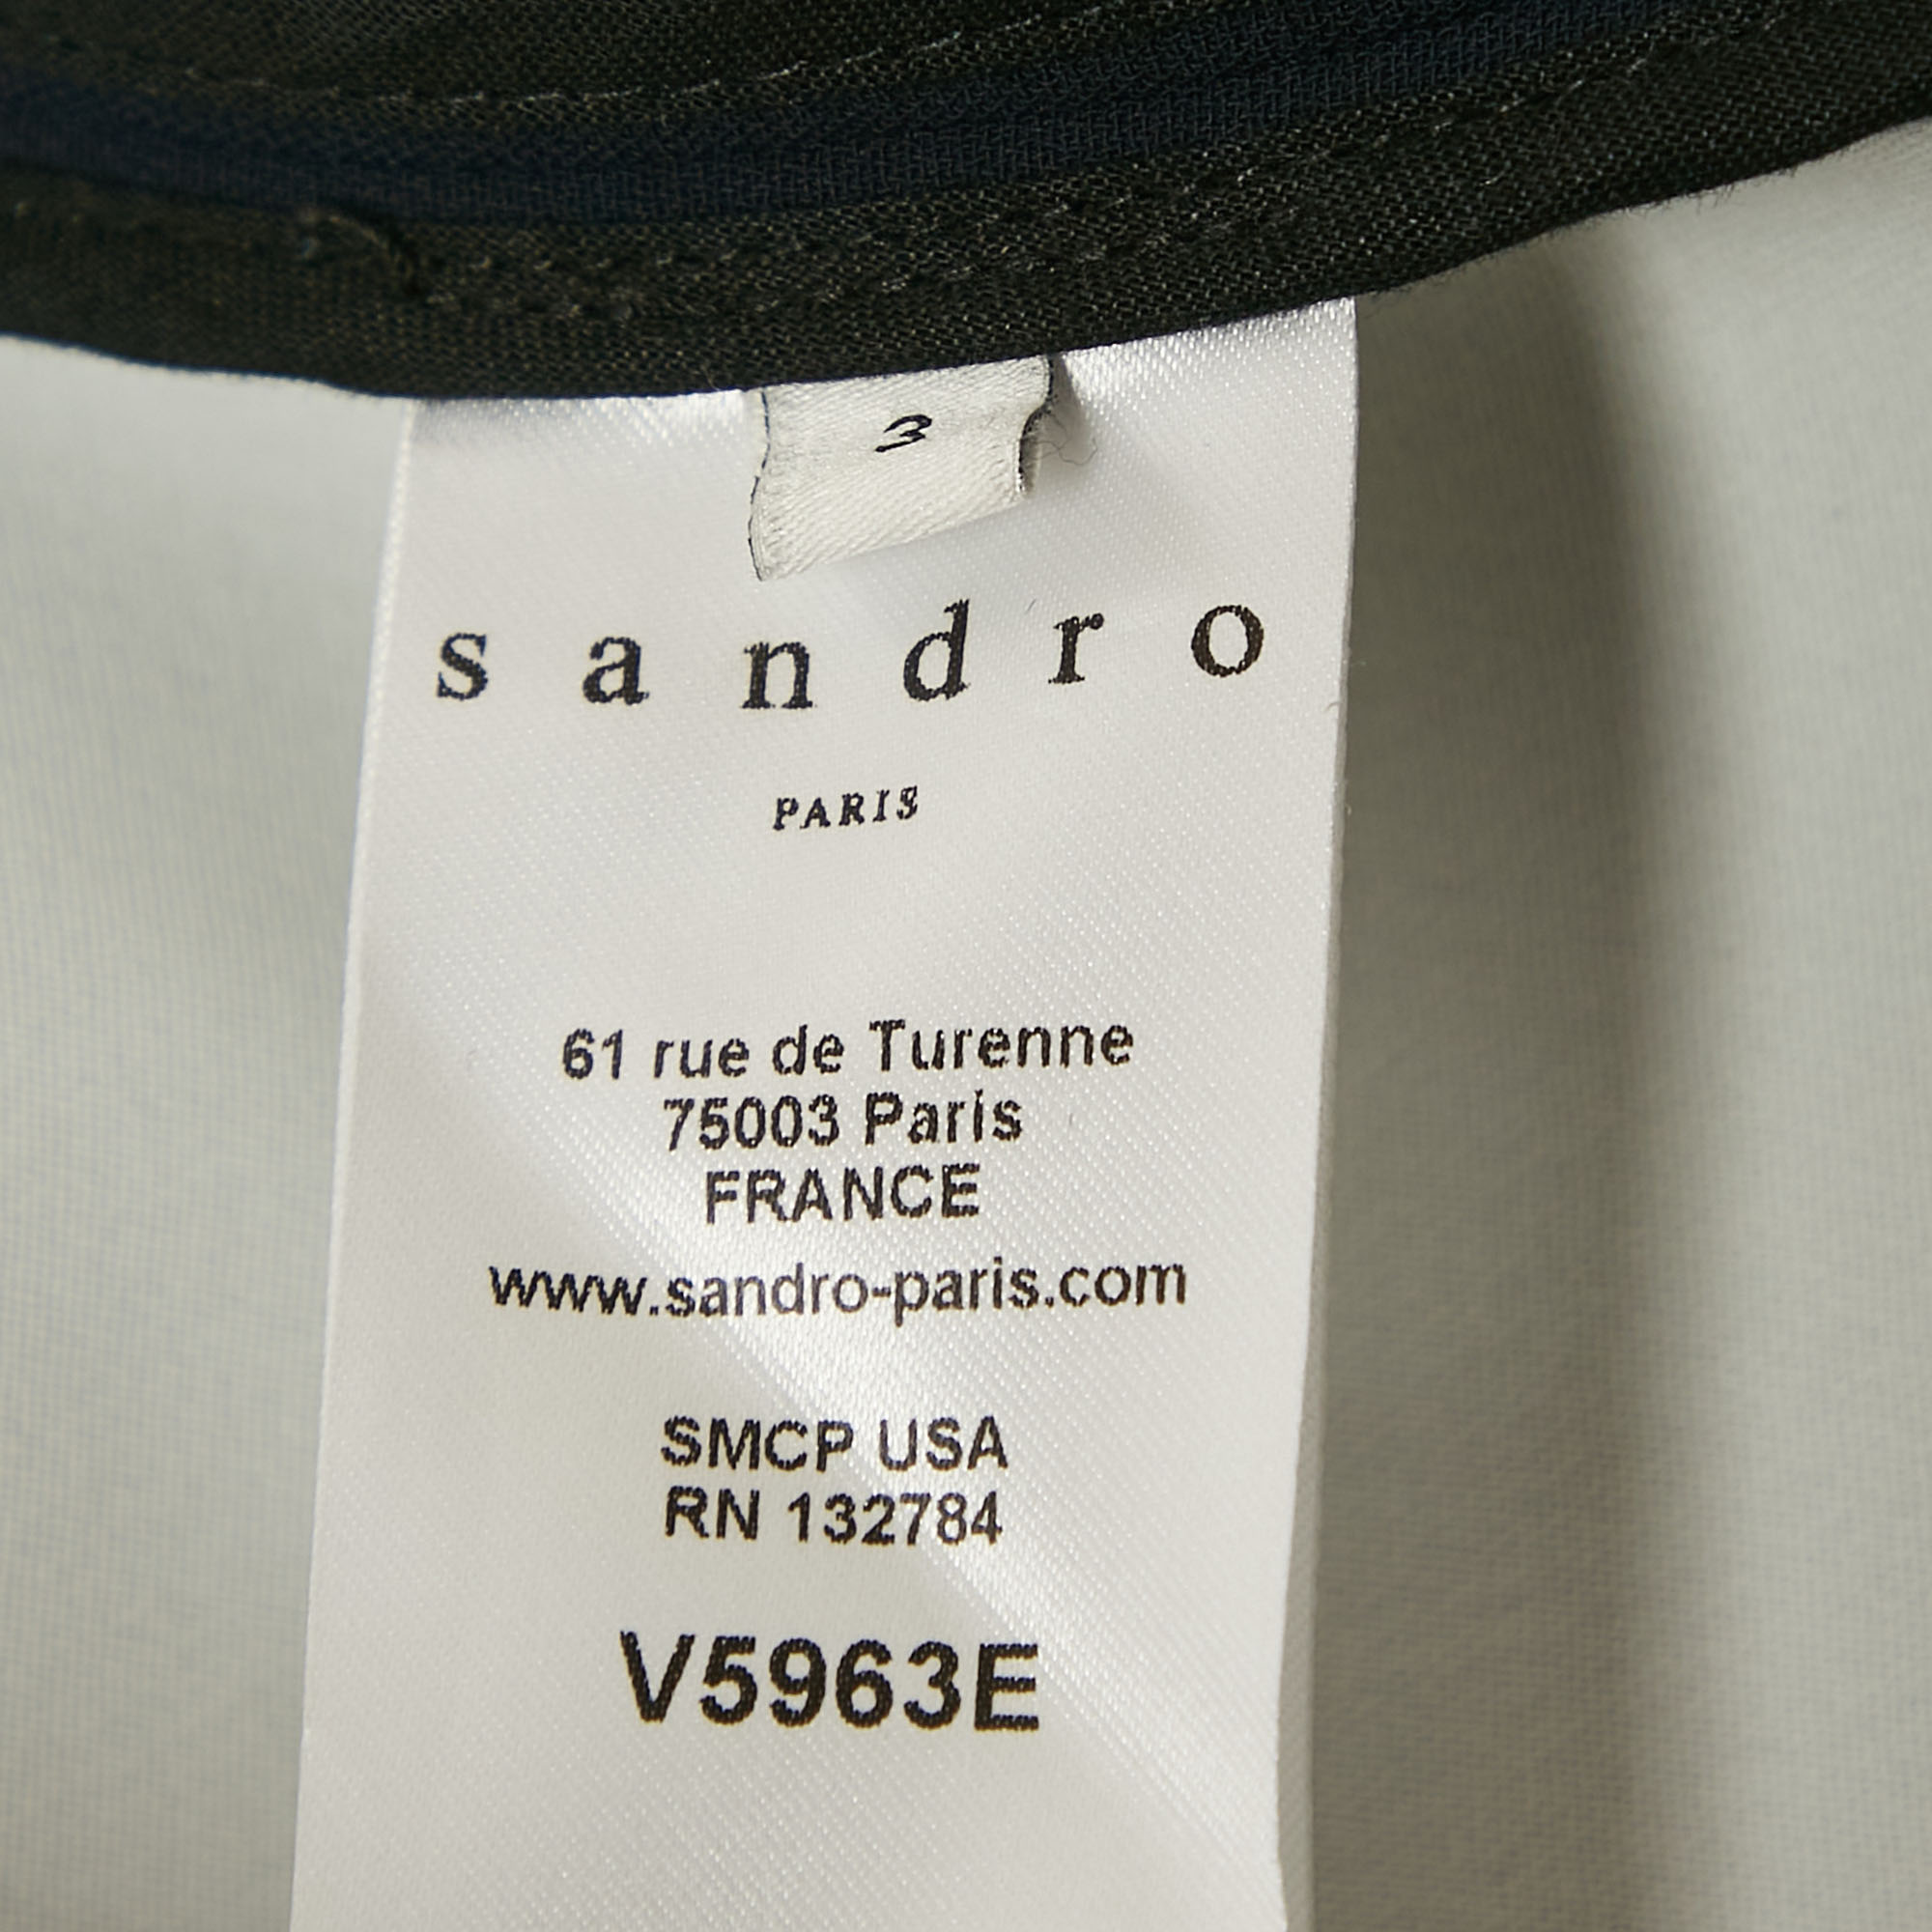 3
sandro
PARIS
61 rue de Turenne
75003 Paris
FRANCE
www.sandro-paris.com
SMCP USA
RN 132784
V5963E